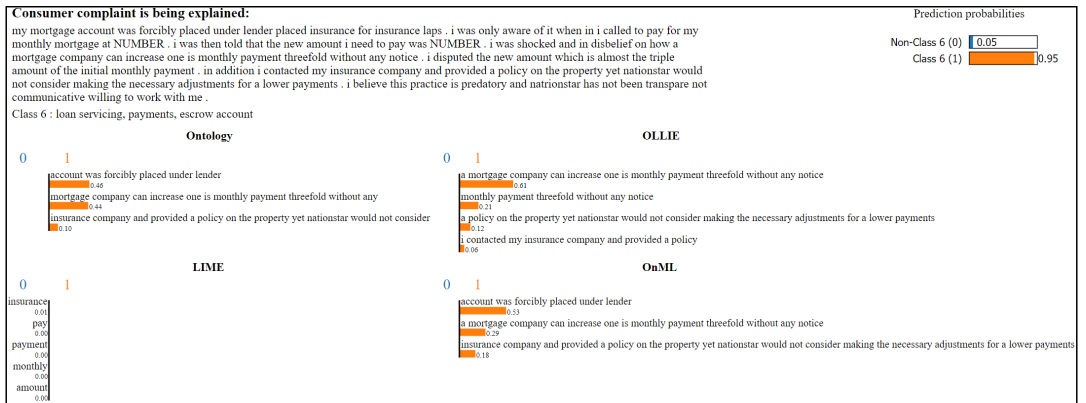 Consumer complaint is being explained:
my mortgage account was forcibly placed under lender placed insurance for insurance laps . i was only aware of it when in i called to pay for my
monthly mortgage at NUMBER . i was then told that the new amount i need to pay was NUMBER . i was shocked and in disbelief on how a
mortgage company can increase one is monthly payment threefold without any notice . i disputed the new amount which is almost the triple
amount of the initial monthly payment . in addition i contacted my insurance company and provided a policy on the property yet nationstar would
not consider making the necessary adjustments for a lower payments . i believe this practice is predatory and natrionstar has not been transpare not
communicative willing to work with me .
Class 6 : loan servicing, payments, escrow account
Prediction probabilities
Non-Class 6 (0) 0.05
Class 6 (1) 0.95
Ontology
0 1
account was forcibly placed under lender
0.46
mortgage company can increase one is monthly payment threefold without any
0.44
insurance company and provided a policy on the property yet nationstar would not consider
0.10
OLLIE
0 1
a mortgage company can increase one is monthly payment threefold without any notice
0.61
monthly payment threefold without any notice
0.21
a policy on the property yet nationstar would not consider making the necessary adjustments for a lower payments
0.12
i contacted my insurance company and provided a policy
0.06
LIME
0 1
insurance
0.01
pay
0.00
payment
0.00
monthly
0.00
amount
0.00
OnML
0 1
account was forcibly placed under lender
0.53
a mortgage company can increase one is monthly payment threefold without any notice
0.29
insurance company and provided a policy on the property yet nationstar would not consider making the necessary adjustments for a lower payments
0.18